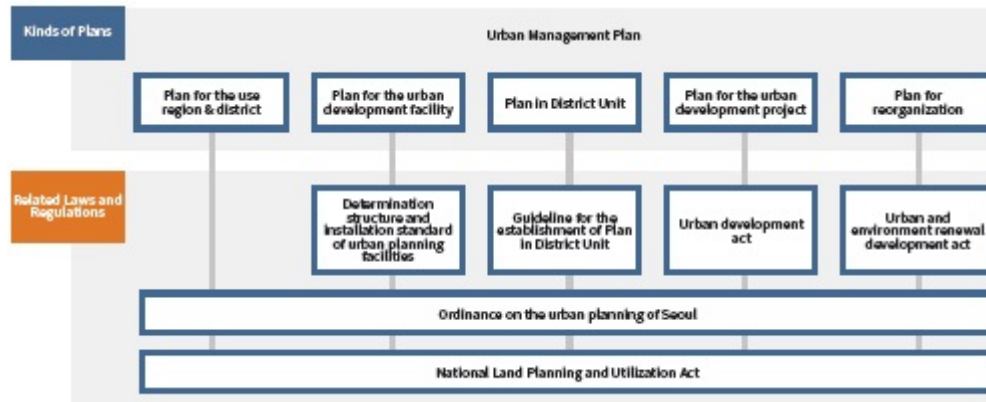 Kinds of Plans
Urban Management Plan
Plan for the use
region & district
Plan for the urban
development facility
Plan in District Unit
Plan for the urban
development project
Plan for
reorganization
Related Laws and
Regulations
Determination
structure and
installation standard
of urban planning
facilities
Guideline for the
establishment of Plan
in District Unit
Urban development
act
Urban and
environment renewal
development act
Ordinance on the urban planning of Seoul
National Land Planning and Utilization Act